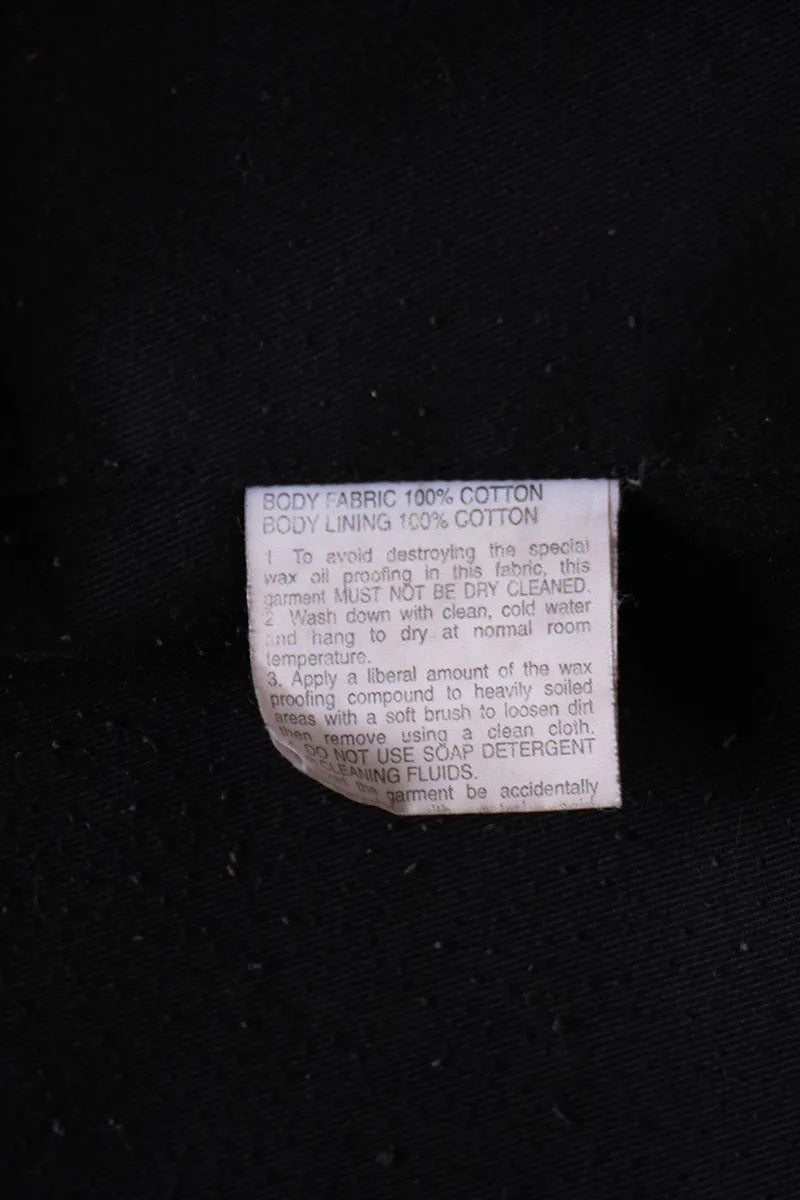 BODY FABRIC 100% COTTON
BODY LINING 100% COTTON
1 To avoid destroying the special
wax oil proofing in this fabric, this
garment MUST NOT BE DRY CLEANED.
2. Wash down with clean, cold water
and hang to dry at normal room
temperature.
3. Apply a liberal amount of the wax
proofing compound to heavily soiled
areas with a soft brush to loosen dirt
then remove using a clean cloth.
DO NOT USE SOAP DETERGENT
CLEANING FLUIDS.
the garment be accidentally